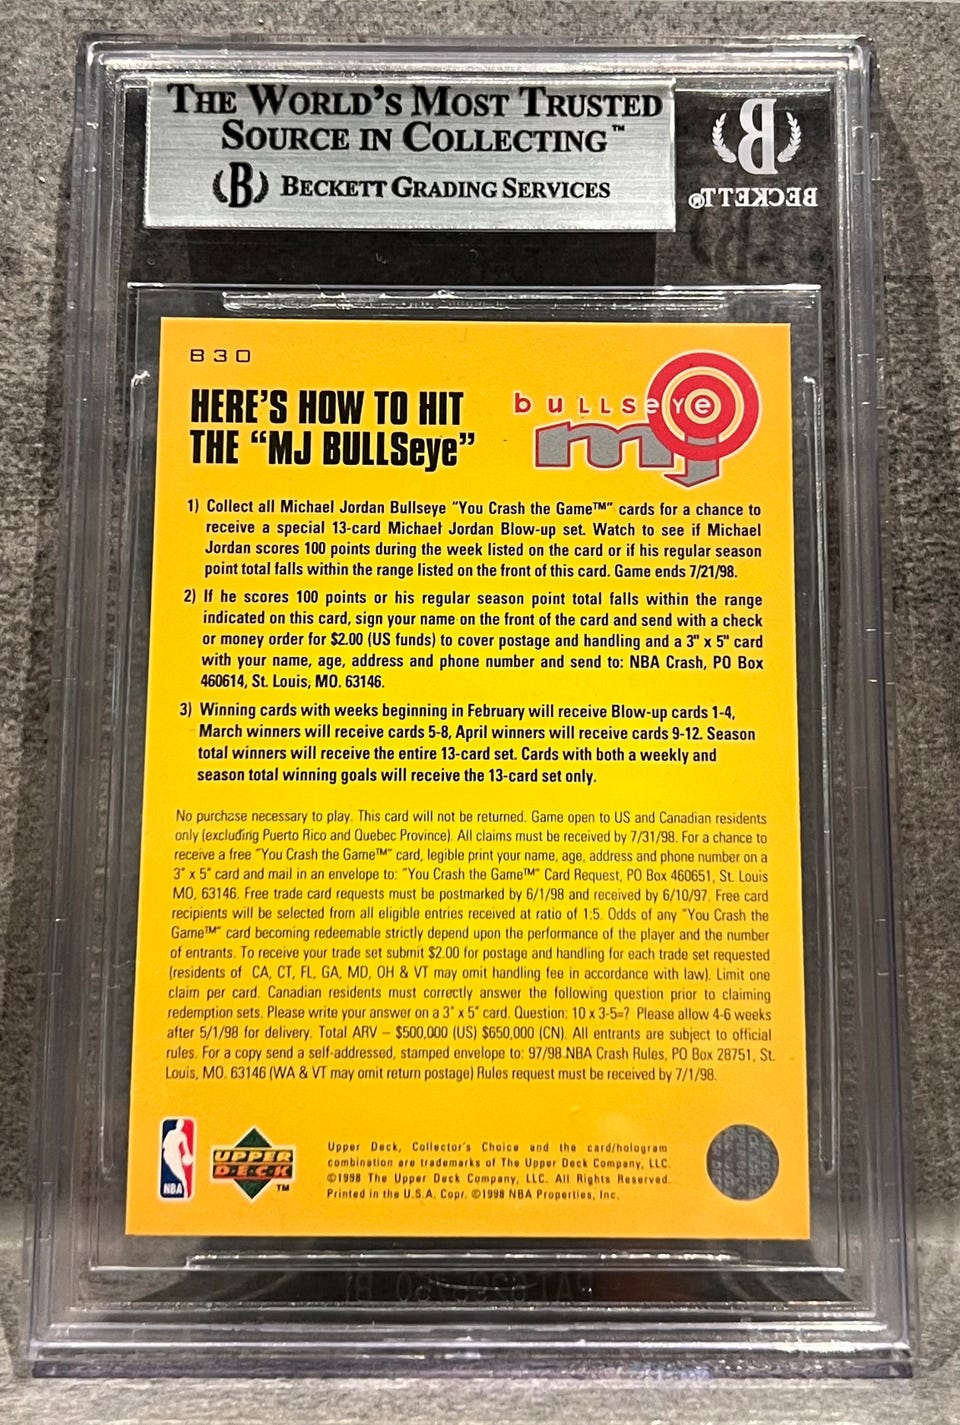 THE WORLD'S MOST TRUSTED
SOURCE IN COLLECTING™
B BECKETT GRADING SERVICES
B
BECKETT®
B30
HERE'S HOW TO HIT
THE "MJ BULLSeye"
bullseye
mj
1) Collect all Michael Jordan Bullseye "You Crash the Game™" cards for a chance to
receive a special 13-card Michael Jordan Blow-up set. Watch to see if Michael
Jordan scores 100 points during the week listed on the card or if his regular season
point total falls within the range listed on the front of this card. Game ends 7/21/98.
2) If he scores 100 points or his regular season point total falls within the range
indicated on this card, sign your name on the front of the card and send with a check
or money order for $2.00 (US funds) to cover postage and handling and a 3" x 5" card
with your name, age, address and phone number and send to: NBA Crash, PO Box
460614, St. Louis, MO. 63146.
3) Winning cards with weeks beginning in February will receive Blow-up cards 1-4,
March winners will receive cards 5-8, April winners will receive cards 9-12. Season
total winners will receive the entire 13-card set. Cards with both a weekly and
season total winning goals will receive the 13-card set only.
No purchase necessary to play. This card will not be returned. Game open to US and Canadian residents
only (excluding Puerto Rico and Quebec Province). All claims must be received by 7/31/98. For a chance to
receive a free "You Crash the Game™" card, legible print your name, age, address and phone number on a
3" x 5" card and mail in an envelope to: "You Crash the Game™" Card Request, PO Box 460651, St. Louis
MO, 63146. Free trade card requests must be postmarked by 6/1/98 and received by 6/10/97. Free card
recipients will be selected from all eligible entries received at ratio of 1:5. Odds of any "You Crash the
Game™" card becoming redeemable strictly depend upon the performance of the player and the number
of entrants. To receive your trade set submit $2.00 for postage and handling for each trade set requested
(residents of CA, CT, FL, GA, MD, OH & VT may omit handling fee in accordance with law). Limit one
claim per card. Canadian residents must correctly answer the following question prior to claiming
redemption sets. Please write your answer on a 3" x 5" card. Question: 10 x 3-5=? Please allow 4-6 weeks
after 5/1/98 for delivery. Total ARV – $500,000 (US) $650,000 (CN). All entrants are subject to official
rules. For a copy send a self-addressed, stamped envelope to: 97/98 NBA Crash Rules, PO Box 28751, St.
Louis, MO. 63146 (WA & VT may omit return postage) Rules request must be received by 7/1/98.
NBA
UPPER
D·E·C·K
™
Upper Deck, Collector's Choice and the card/hologram
combination are trademarks of The Upper Deck Company, LLC.
©1998 The Upper Deck Company, LLC. All Rights Reserved.
Printed in the U.S.A. Copr. ©1998 NBA Properties, Inc.